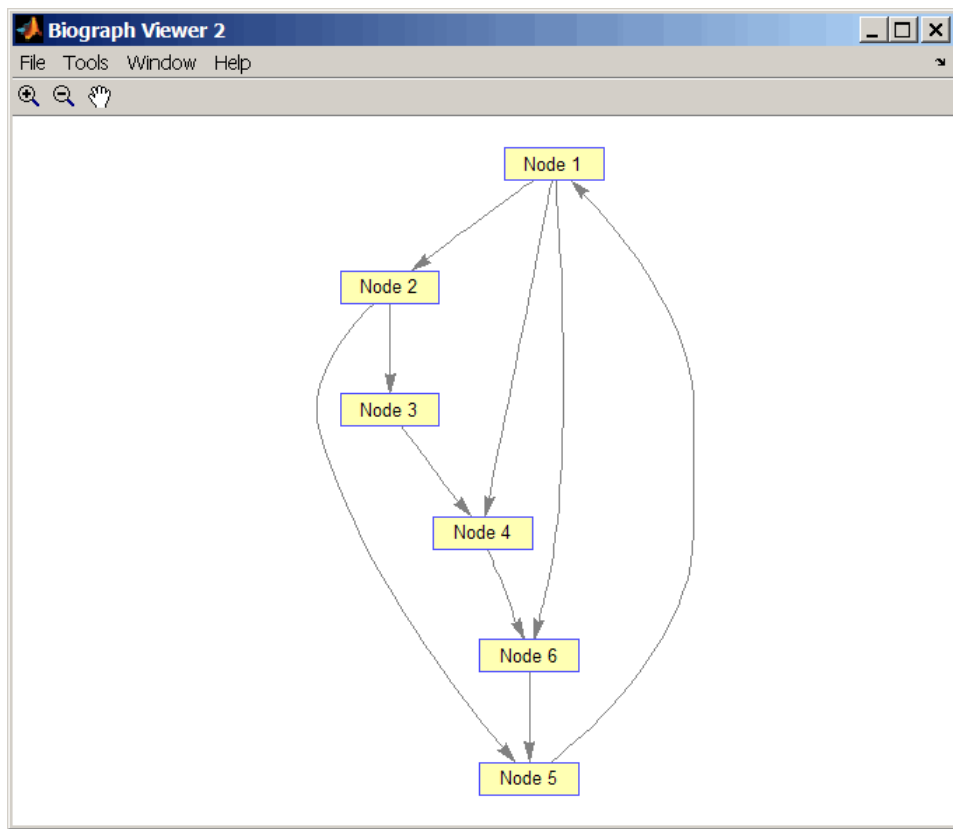 Biograph Viewer 2
File Tools Window Help
Node 1
Node 2
Node 3
Node 4
Node 6
Node 5